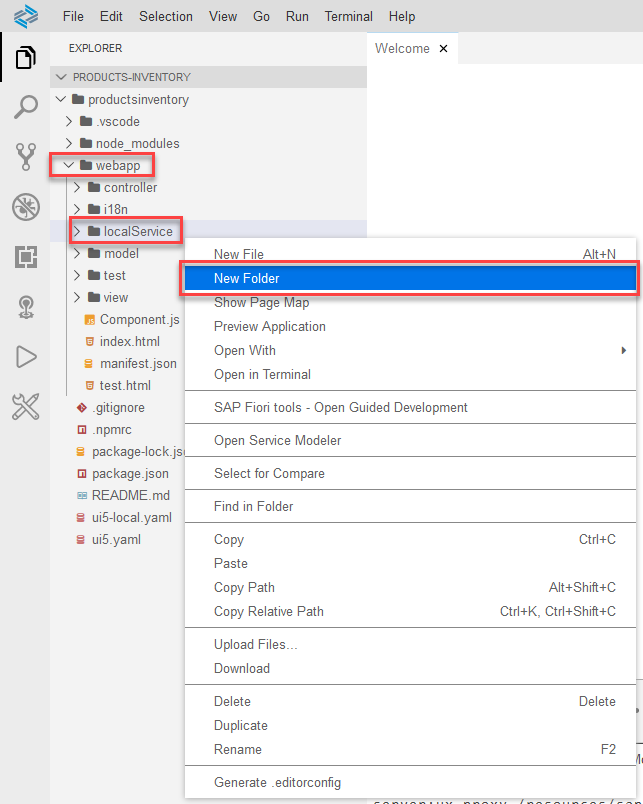 File Edit Selection View Go Run Terminal Help
EXPLORER
Welcome ×
PRODUCTS-INVENTORY
productsinventory
.vscode
node_modules
webapp
controller
i18n
localService
model
test
view
Component.js
index.html
manifest.json
test.html
.gitignore
.npmrc
package-lock.js
package.json
README.md
ui5-local.yaml
ui5.yaml
New File Alt+N
New Folder
Show Page Map
Preview Application
Open With
Open in Terminal
SAP Fiori tools - Open Guided Development
Open Service Modeler
Select for Compare
Find in Folder
Copy Ctrl+C
Paste
Copy Path Alt+Shift+C
Copy Relative Path Ctrl+K, Ctrl+Shift+C
Upload Files...
Download
Delete Delete
Duplicate
Rename F2
Generate .editorconfig